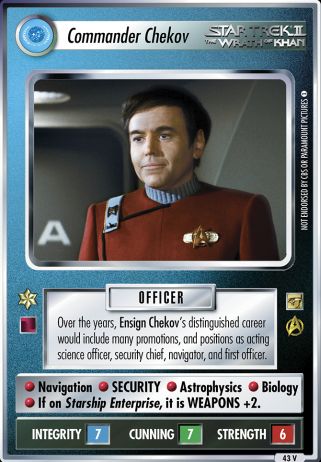 Commander Chekov
STAR TREK II
THE WRATH OF KHAN
NOT ENDORSED BY CBS OR PARAMOUNT PICTURES
A
OFFICER
Over the years, Ensign Chekov's distinguished career
would include many promotions, and positions as acting
science officer, security chief, navigator, and first officer.
Navigation SECURITY Astrophysics Biology
If on Starship Enterprise, it is WEAPONS +2.
INTEGRITY 7 CUNNING 7 STRENGTH 6
43 V